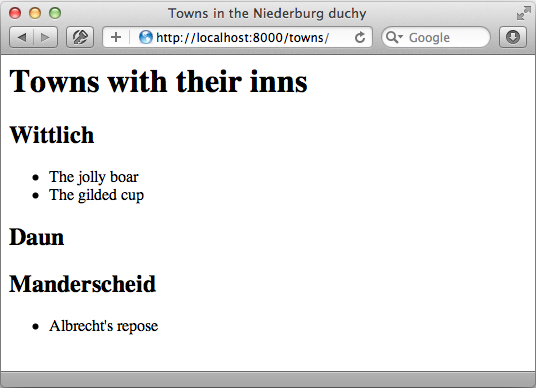 Towns in the Niederburg duchy
http://localhost:8000/towns/
Google
Towns with their inns
Wittlich
The jolly boar
The gilded cup
Daun
Manderscheid
Albrecht's repose